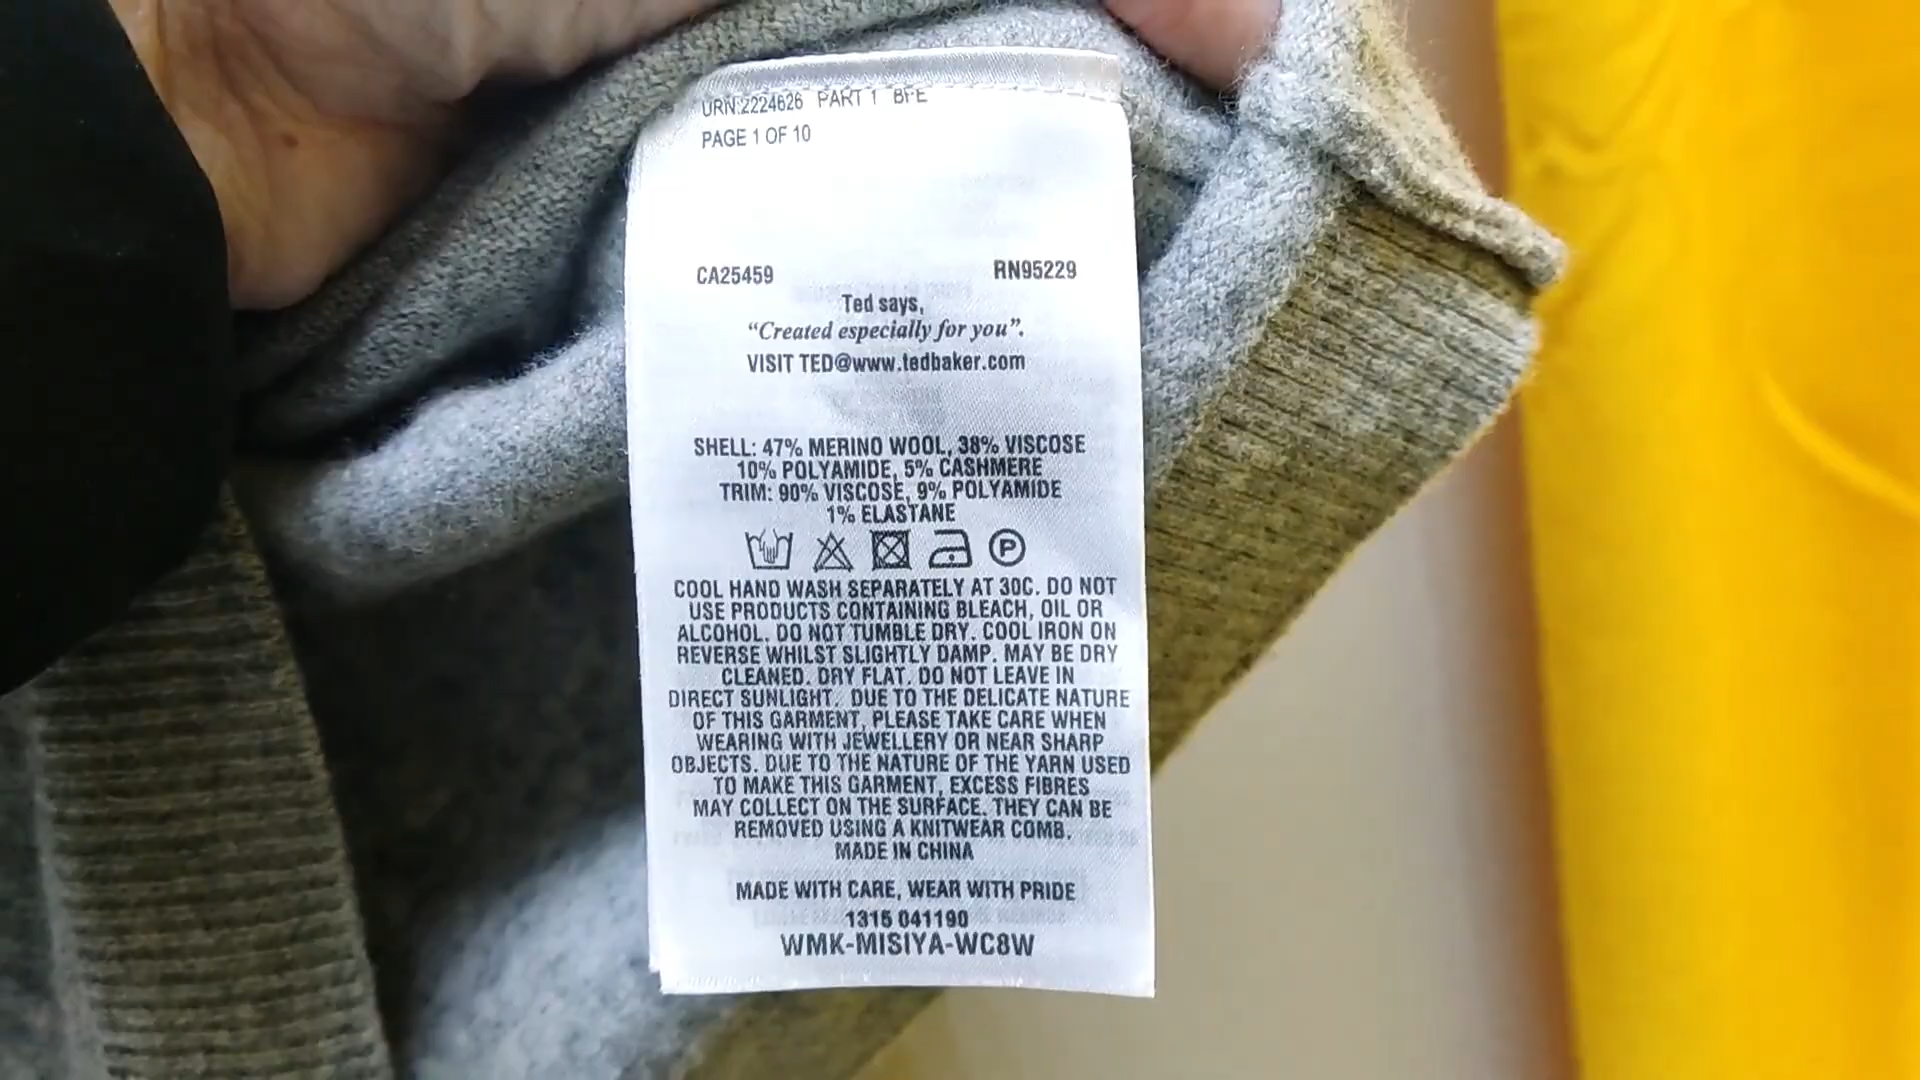 URN:2224626 PART 1 BFE
PAGE 1 OF 10
CA25459 RN95229
Ted says,
“Created especially for you”.
VISIT TED@www.tedbaker.com
SHELL: 47% MERINO WOOL, 38% VISCOSE
10% POLYAMIDE, 5% CASHMERE
TRIM: 90% VISCOSE, 9% POLYAMIDE
1% ELASTANE
P
COOL HAND WASH SEPARATELY AT 30C. DO NOT
USE PRODUCTS CONTAINING BLEACH, OIL OR
ALCOHOL. DO NOT TUMBLE DRY. COOL IRON ON
REVERSE WHILST SLIGHTLY DAMP. MAY BE DRY
CLEANED. DRY FLAT. DO NOT LEAVE IN
DIRECT SUNLIGHT. DUE TO THE DELICATE NATURE
OF THIS GARMENT, PLEASE TAKE CARE WHEN
WEARING WITH JEWELLERY OR NEAR SHARP
OBJECTS. DUE TO THE NATURE OF THE YARN USED
TO MAKE THIS GARMENT, EXCESS FIBRES
MAY COLLECT ON THE SURFACE. THEY CAN BE
REMOVED USING A KNITWEAR COMB.
MADE IN CHINA
MADE WITH CARE, WEAR WITH PRIDE
1315 041190
WMK-MISIYA-WC8W